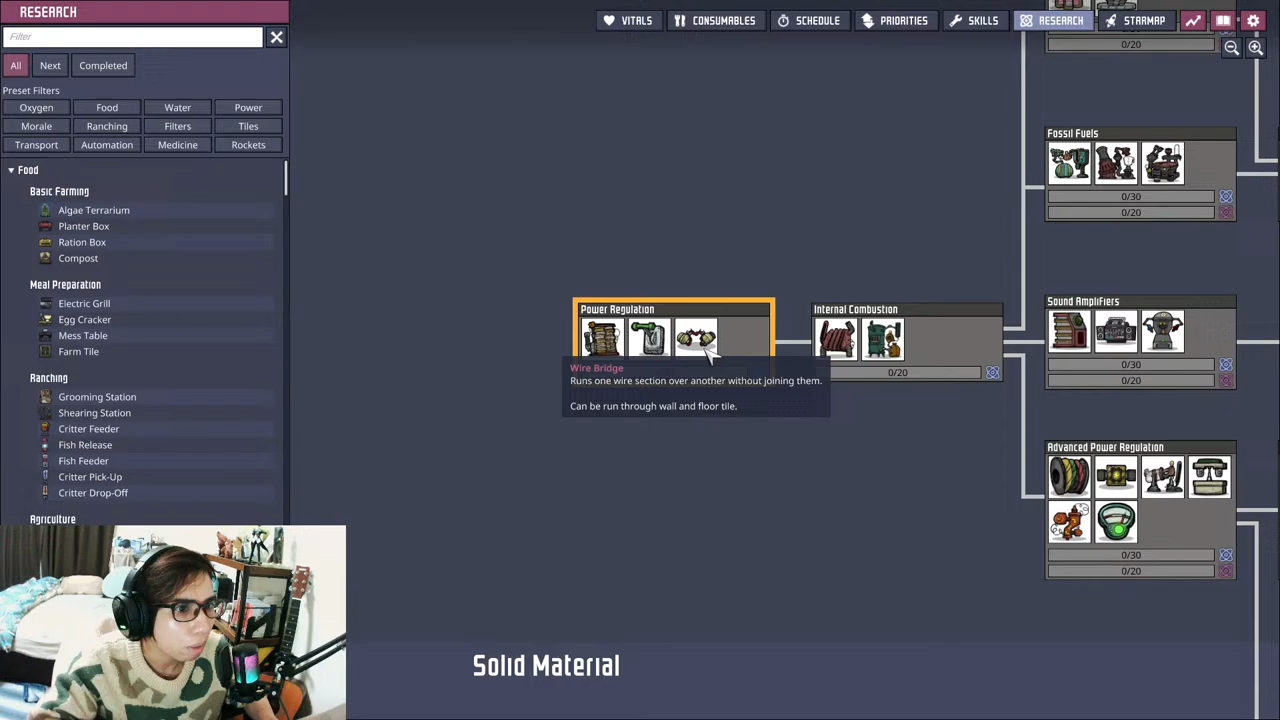 RESEARCH
VITALS
CONSUMABLES
SCHEDULE
PRIORITIES
SKILLS
RESEARCH
STARMAP
Filter
All
Next
Completed
Preset Filters
Oxygen
Food
Water
Power
Morale
Ranching
Filters
Tiles
Transport
Automation
Medicine
Rockets
Food
Basic Farming
Algae Terrarium
Planter Box
Ration Box
Compost
Meal Preparation
Electric Grill
Egg Cracker
Mess Table
Farm Tile
Ranching
Grooming Station
Shearing Station
Critter Feeder
Fish Release
Fish Feeder
Critter Pick-Up
Critter Drop-Off
Agriculture
Power Regulation
Wire Bridge
Runs one wire section over another without joining them.
Can be run through wall and floor tile.
Internal Combustion
0/20
0/20
Fossil Fuels
0/30
0/20
Sound Amplifiers
0/30
0/20
Advanced Power Regulation
0/30
0/20
Solid Material